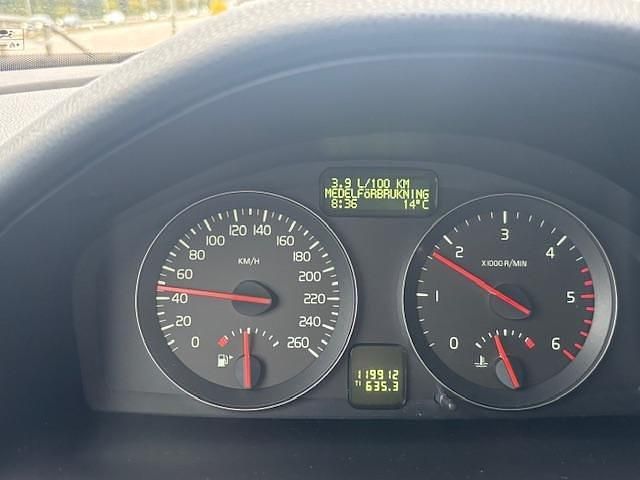 3.9 L/100 KM
MEDELFÖRBRUKNING
8:36 14°C
0 20 40 60 80 100 120 140 160 180 200 220 240 260
KM/H
0 1 2 3 4 5 6
X1000R/MIN
119912
T1 635.3